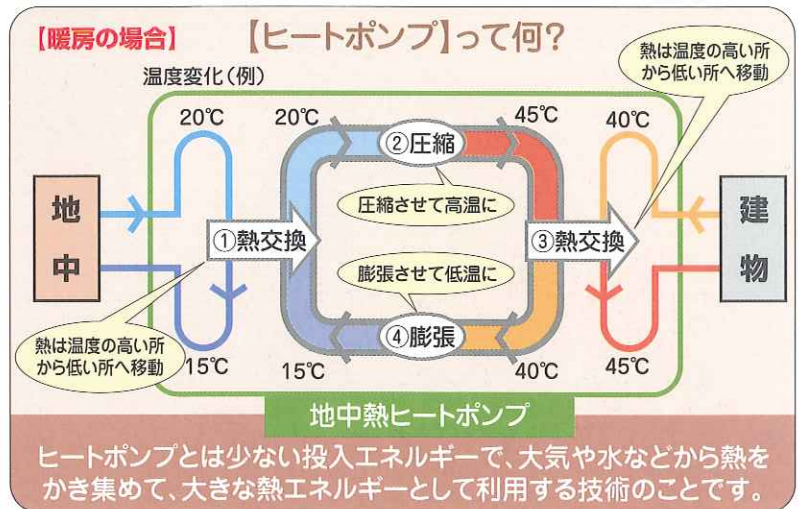 【暖房の場合】
【ヒートポンプ】って何?
熱は温度の高い所
から低い所へ移動
温度変化(例)
20℃
20℃
45℃
40℃
②圧縮
圧縮させて高温に
地中
建物
①熱交換
③熱交換
膨張させて低温に
④膨張
熱は温度の高い所
から低い所へ移動
15℃
15℃
40℃
45℃
地中熱ヒートポンプ
ヒートポンプとは少ない投入エネルギーで、大気や水などから熱を
かき集めて、大きな熱エネルギーとして利用する技術のことです。